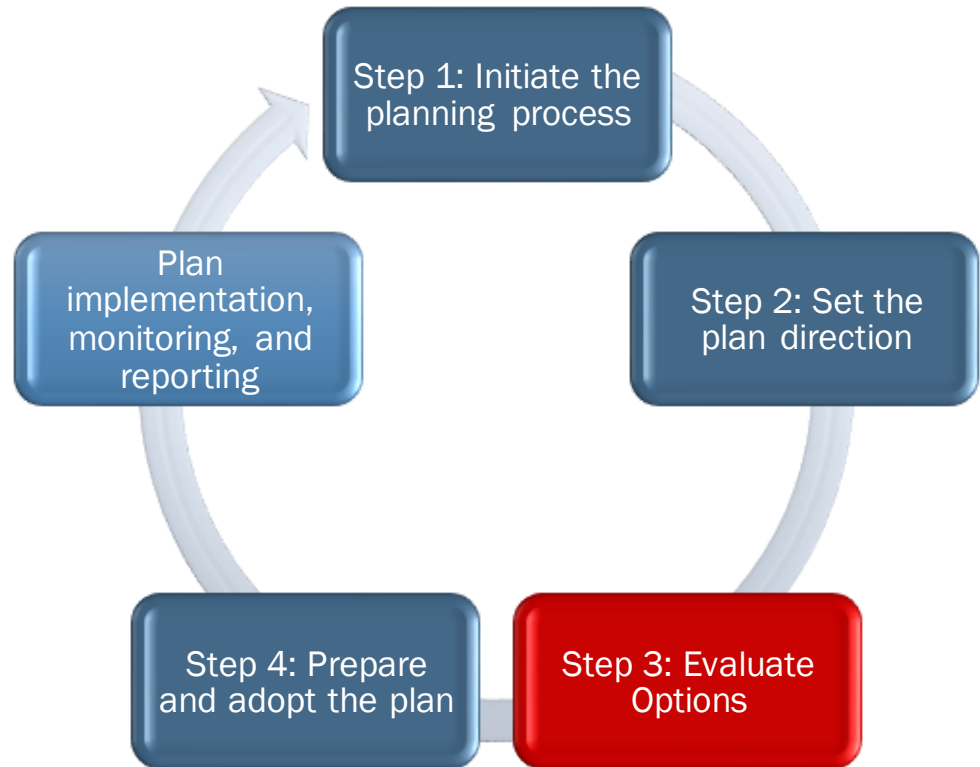 Step 1: Initiate the
planning process
Step 2: Set the
plan direction
Step 3: Evaluate
Options
Step 4: Prepare
and adopt the plan
Plan
implementation,
monitoring, and
reporting